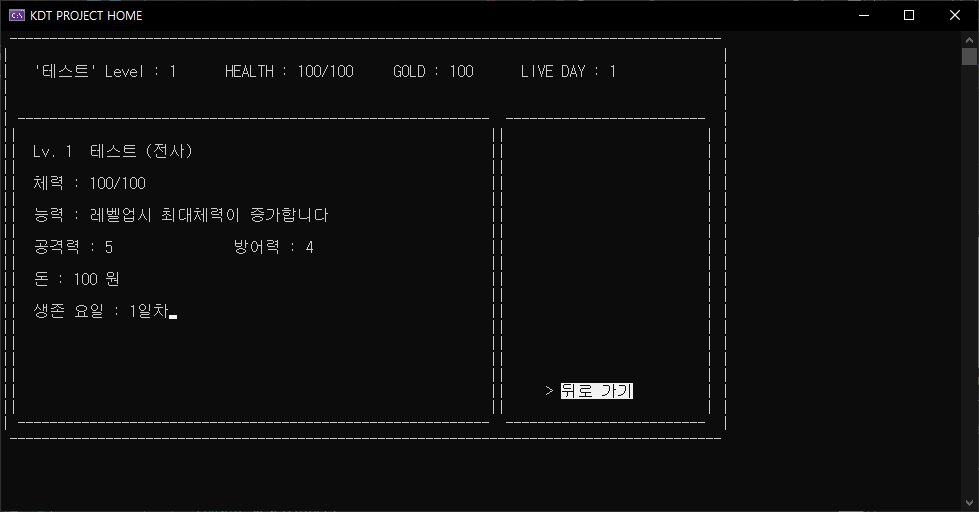 KDT PROJECT HOME
'테스트' Level : 1 HEALTH : 100/100 GOLD : 100 LIVE DAY : 1
Lv. 1 테스트 (전사)
체력 : 100/100
능력 : 레벨업시 최대체력이 증가합니다
공격력 : 5 방어력 : 4
돈 : 100 원
생존 요일 : 1일차
> 뒤로 가기